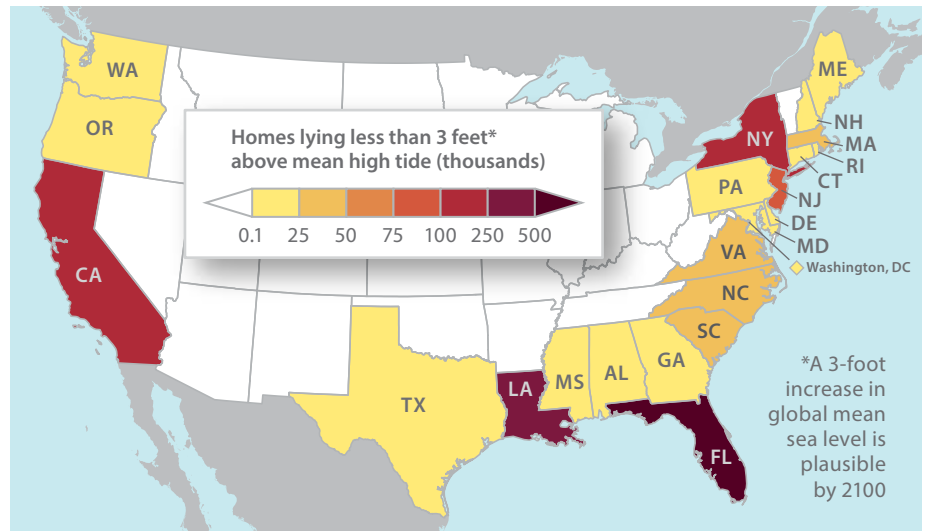 WA
ME
OR
Homes lying less than 3 feet*
above mean high tide (thousands)
0.1 25 50 75 100 250 500
NY
NH
MA
RI
CT
PA
NJ
DE
MD
Washington, DC
CA
VA
NC
SC
TX
LA
MS
AL
GA
FL
*A 3-foot
increase in
global mean
sea level is
plausible
by 2100